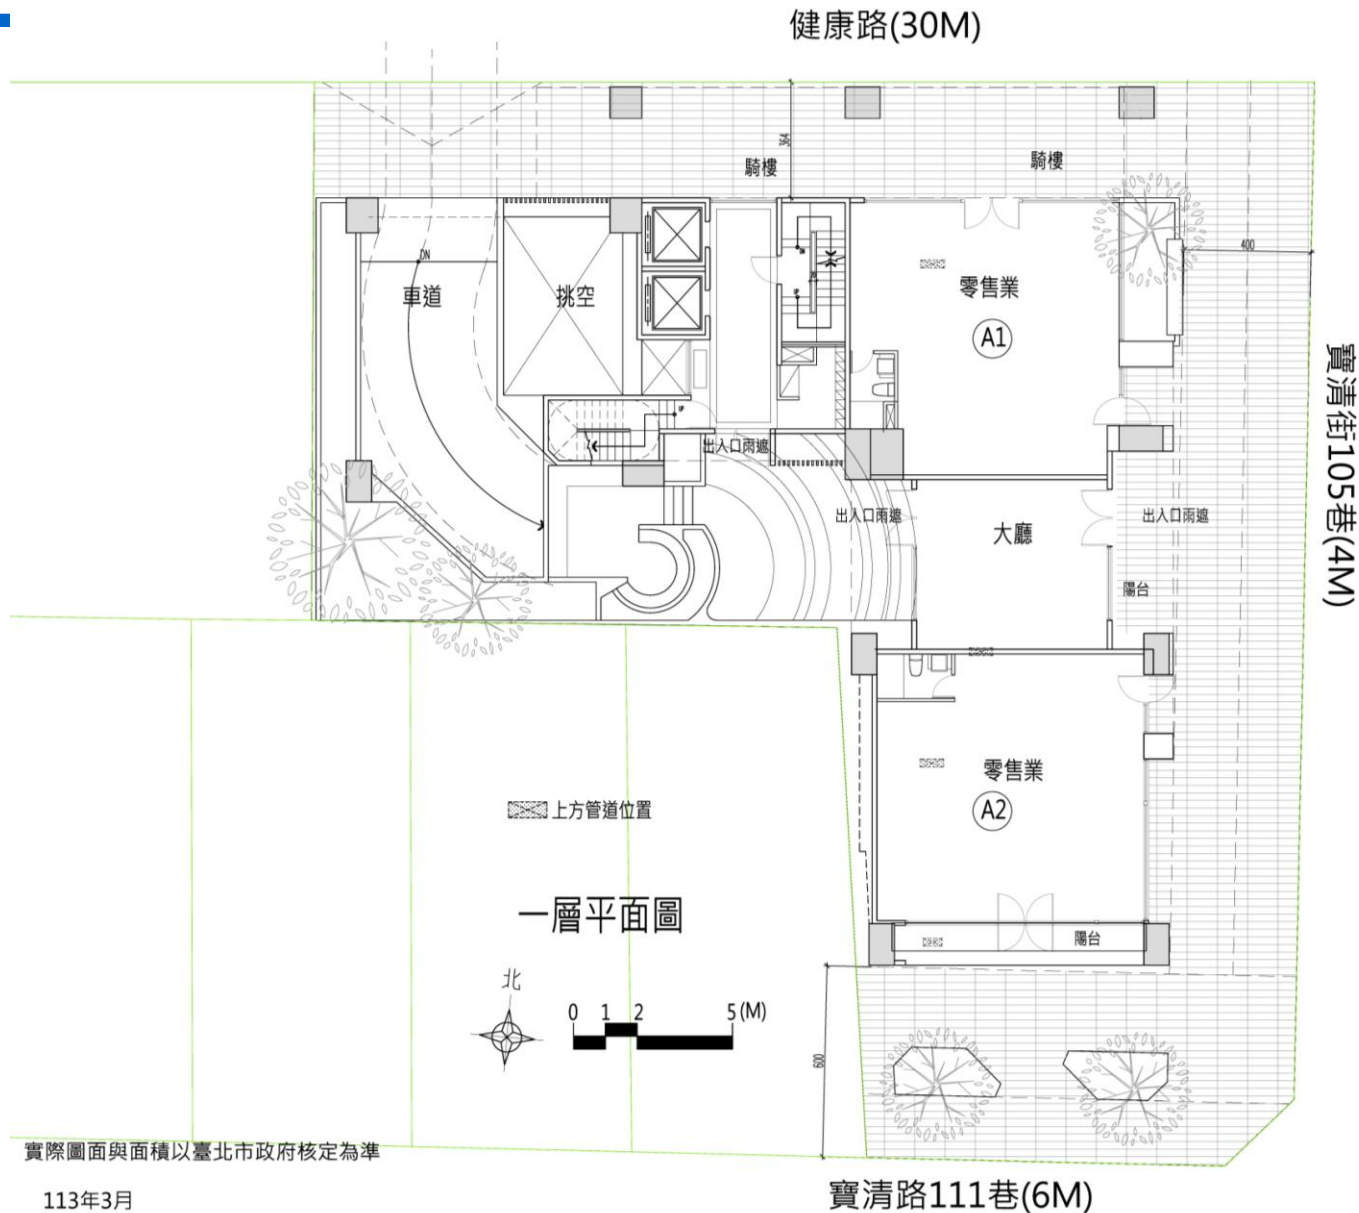 健康路(30M)
364
騎樓
騎樓
400
DN
車道
挑空
零售業
A1
UP
出入口雨遮
出入口雨遮
大廳
出入口雨遮
陽台
寶清街105巷(4M)
零售業
A2
上方管道位置
一層平面圖
陽台
北
0 1 2 5(M)
600
實際圖面與面積以臺北市政府核定為準
113年3月
寶清路111巷(6M)